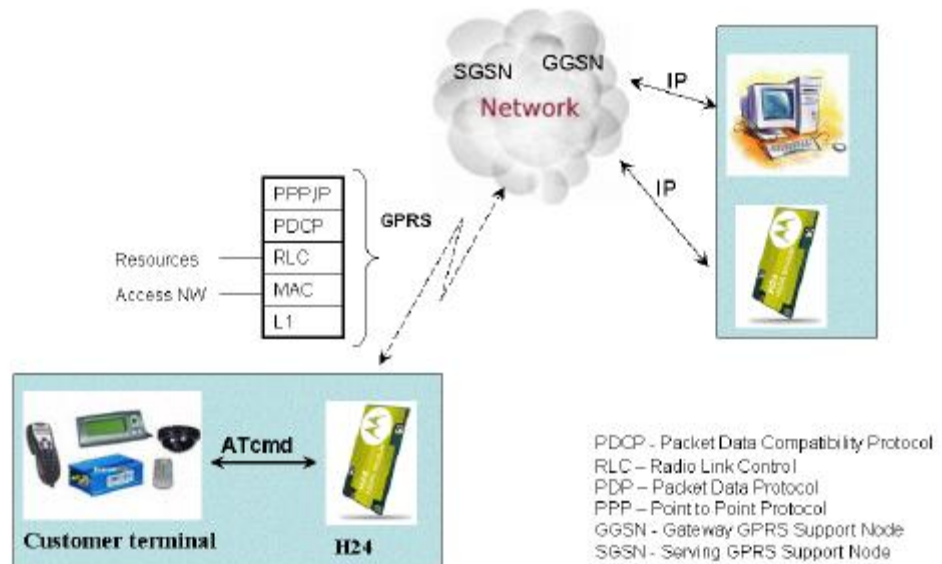 SGSN GGSN
Network
IP
IP
PPP,IP
PDCP
RLC
MAC
L1
GPRS
Resources
Access NW
ATcmd
Customer terminal
H24
PDCP - Packet Data Compatibility Protocol
RLC – Radio Link Control
PDP – Packet Data Protocol
PPP – Point to Point Protocol
GGSN - Gateway GPRS Support Node
SGSN - Serving GPRS Support Node